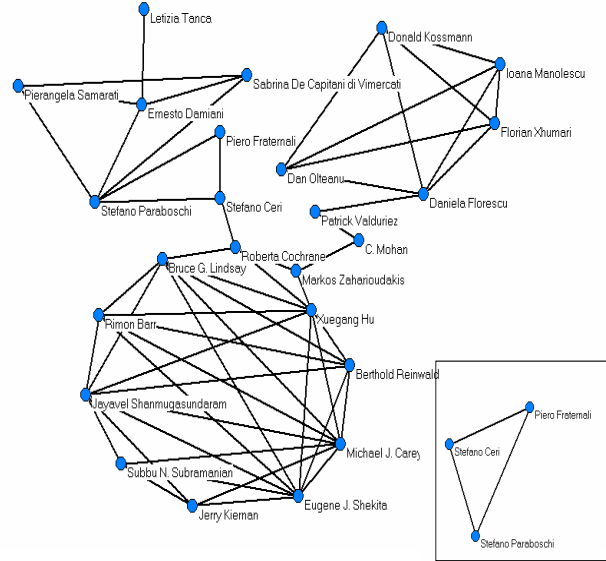 Letizia Tanca
Donald Kossmann
Ioana Manolescu
Sabrina De Capitani di Vimercati
Pierangela Samarati
Ernesto Damiani
Florian Xhumari
Piero Fraternali
Dan Olteanu
Daniela Florescu
Stefano Paraboschi
Stefano Ceri
Patrick Valduriez
C. Mohan
Roberta Cochrane
Bruce G. Lindsay
Markos Zaharioudakis
Xuegang Hu
Rimon Barr
Berthold Reinwald
Jayavel Shanmugasundaram
Michael J. Carey
Subbu N. Subramanian
Eugene J. Shekita
Jerry Kiernan
Piero Fraternali
Stefano Ceri
Stefano Paraboschi